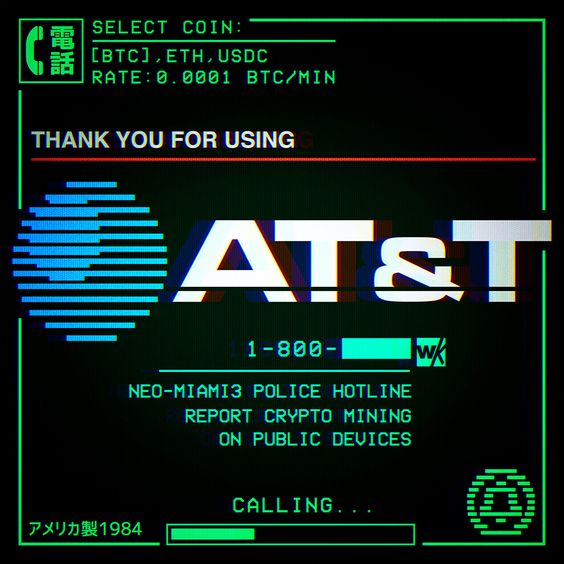 電話
SELECT COIN:
[BTC],ETH,USDC
RATE:0.0001 BTC/MIN
THANK YOU FOR USING
AT&T
1-800-
WK
NEO-MIAMI3 POLICE HOTLINE
REPORT CRYPTO MINING
ON PUBLIC DEVICES
CALLING...
アメリカ製1984